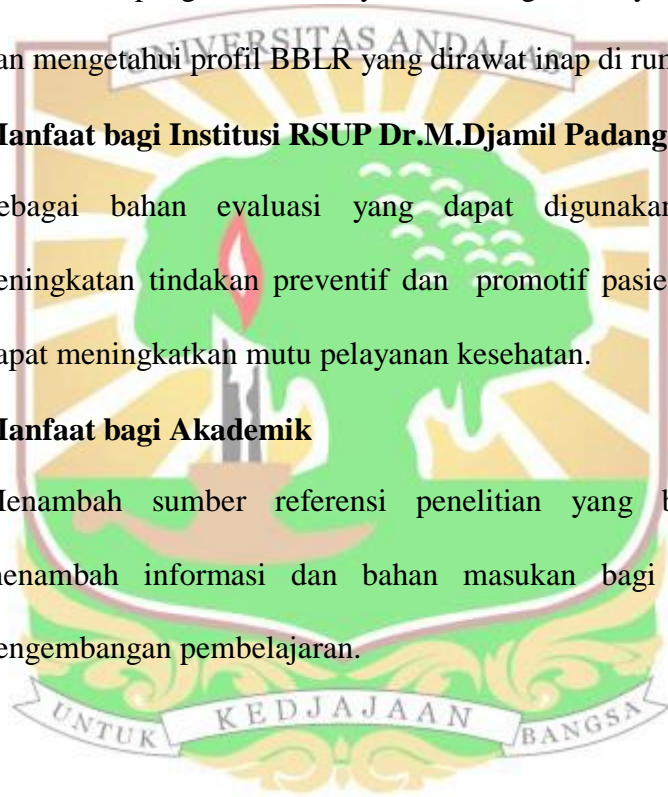 UNIVERSITAS ANDALAS
an mengetahui profil BBLR yang dirawat inap di rum
Manfaat bagi Institusi RSUP Dr.M.Djamil Padang
ebagai bahan evaluasi yang dapat digunakan
eningkatan tindakan preventif dan promotif pasie
apat meningkatkan mutu pelayanan kesehatan.
Manfaat bagi Akademik
Menambah sumber referensi penelitian yang b
menambah informasi dan bahan masukan bagi
engembangan pembelajaran.
UNTUK KEDJAJAAN BANGSA